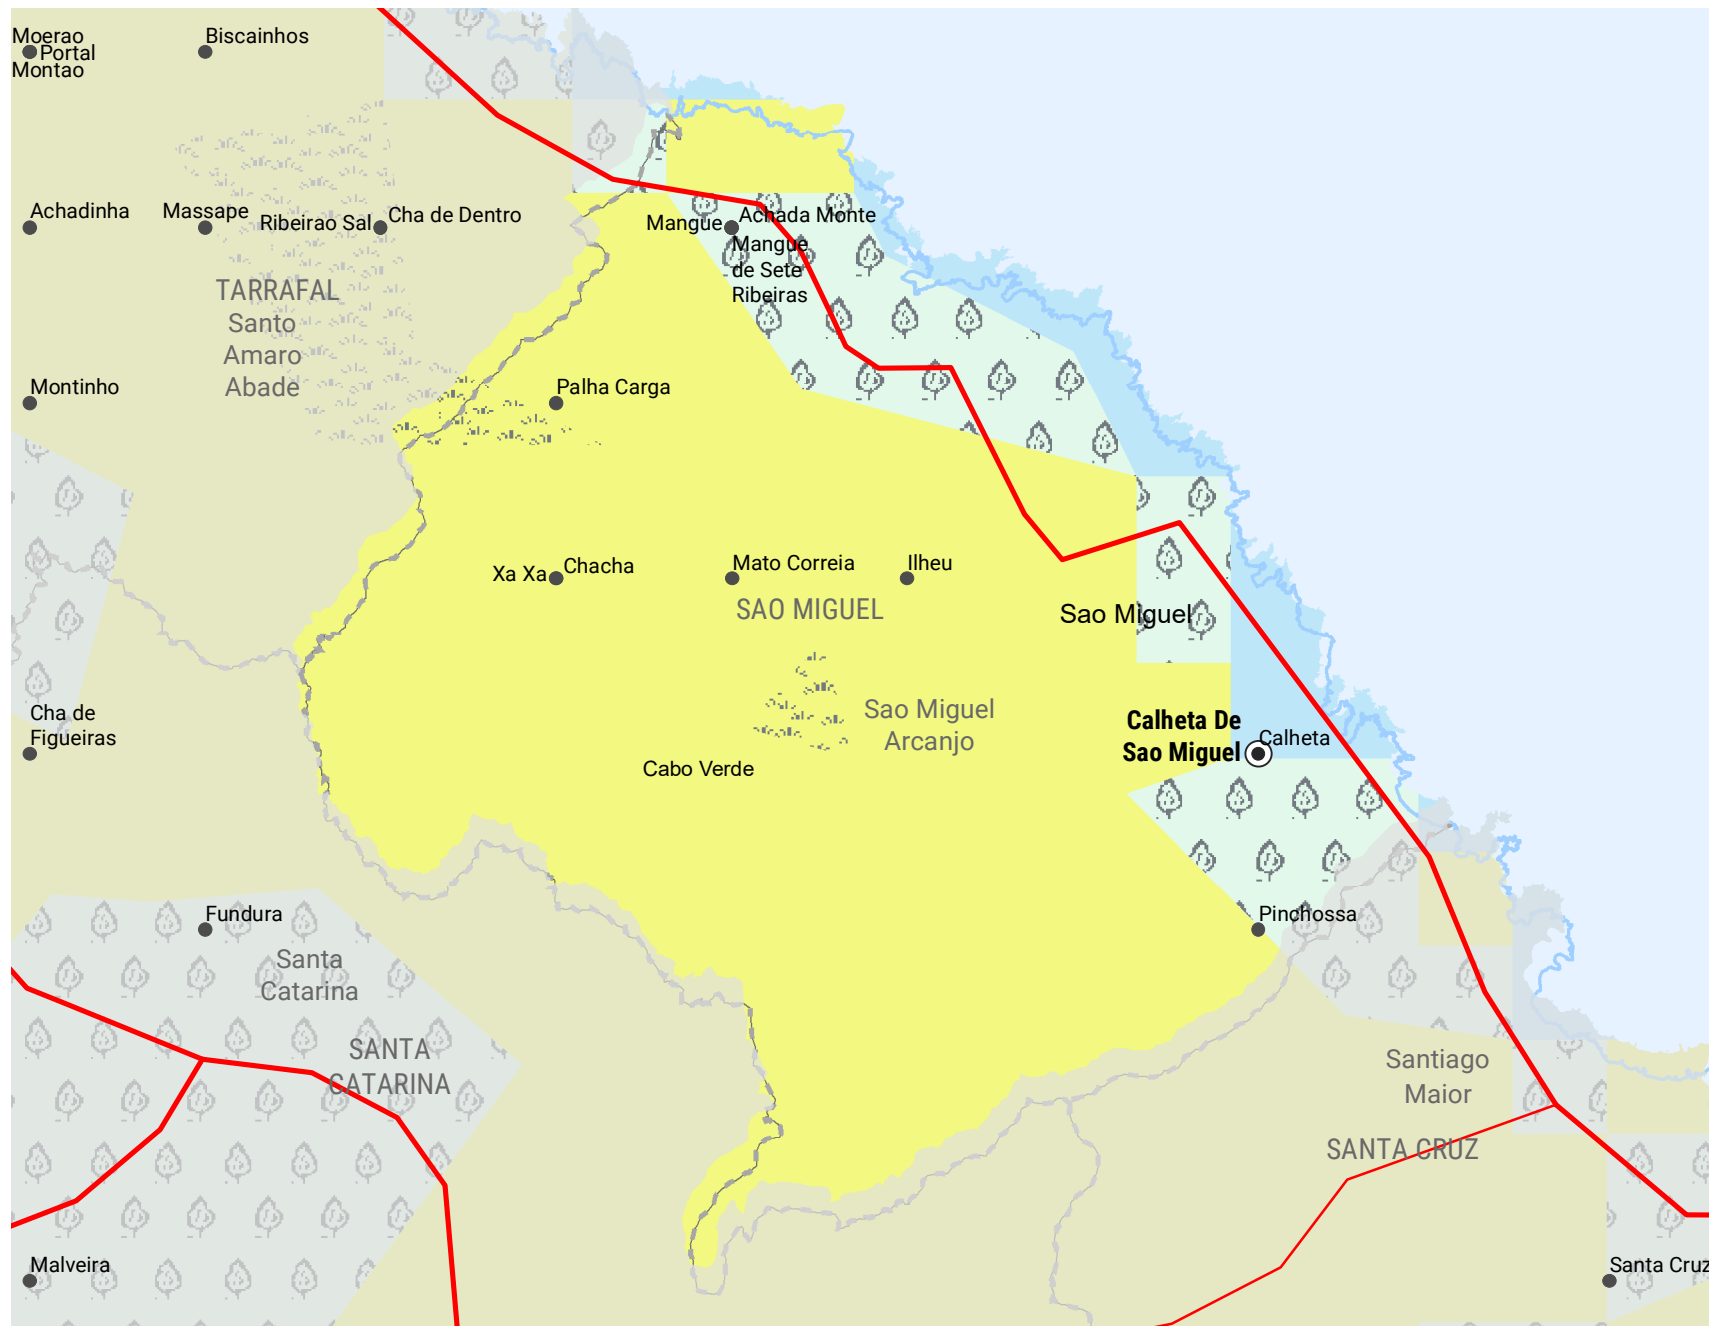 Moerao
Portal
Montao
Biscainhos
Achadinha
Massape
Ribeirao Sal
Cha de Dentro
Mangue
Achada Monte
Mangue
de Sete
Ribeiras
TARRAFAL
Santo
Amaro
Abade
Montinho
Palha Carga
Xa Xa
Chacha
Mato Correia
Ilheu
SAO MIGUEL
Sao Miguel
Sao Miguel
Arcanjo
Cha de
Figueiras
Calheta De
Sao Miguel
Calheta
Cabo Verde
Fundura
Pinchossa
Santa
Catarina
SANTA
CATARINA
Santiago
Maior
SANTA CRUZ
Malveira
Santa Cruz